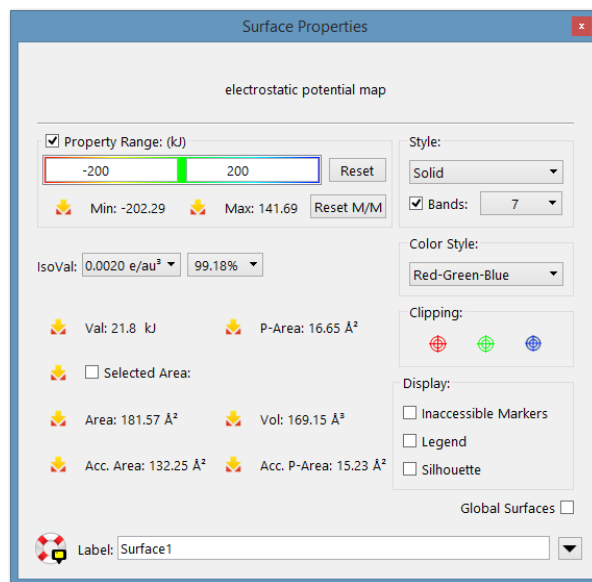 Surface Properties
x
electrostatic potential map
Property Range: (kJ)
-200 200 Reset
Min: -202.29 Max: 141.69 Reset M/M
Style:
Solid
Bands: 7
IsoVal: 0.0020 e/au³ 99.18%
Color Style:
Red-Green-Blue
Val: 21.8 kJ P-Area: 16.65 Å²
Clipping:
Selected Area:
Area: 181.57 Å² Vol: 169.15 Å³
Acc. Area: 132.25 Å² Acc. P-Area: 15.23 Å²
Display:
Inaccessible Markers
Legend
Silhouette
Global Surfaces
Label: Surface1